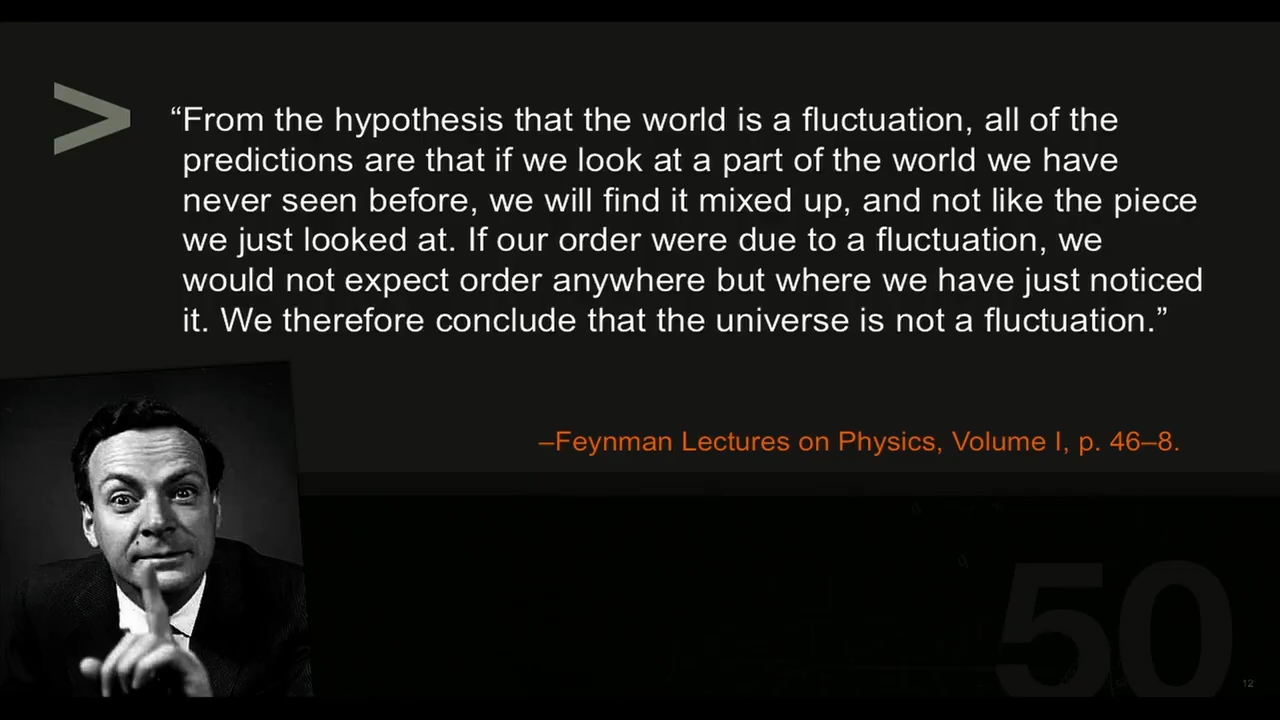 >
“From the hypothesis that the world is a fluctuation, all of the
predictions are that if we look at a part of the world we have
never seen before, we will find it mixed up, and not like the piece
we just looked at. If our order were due to a fluctuation, we
would not expect order anywhere but where we have just noticed
it. We therefore conclude that the universe is not a fluctuation.”
–Feynman Lectures on Physics, Volume I, p. 46–8.
50
12